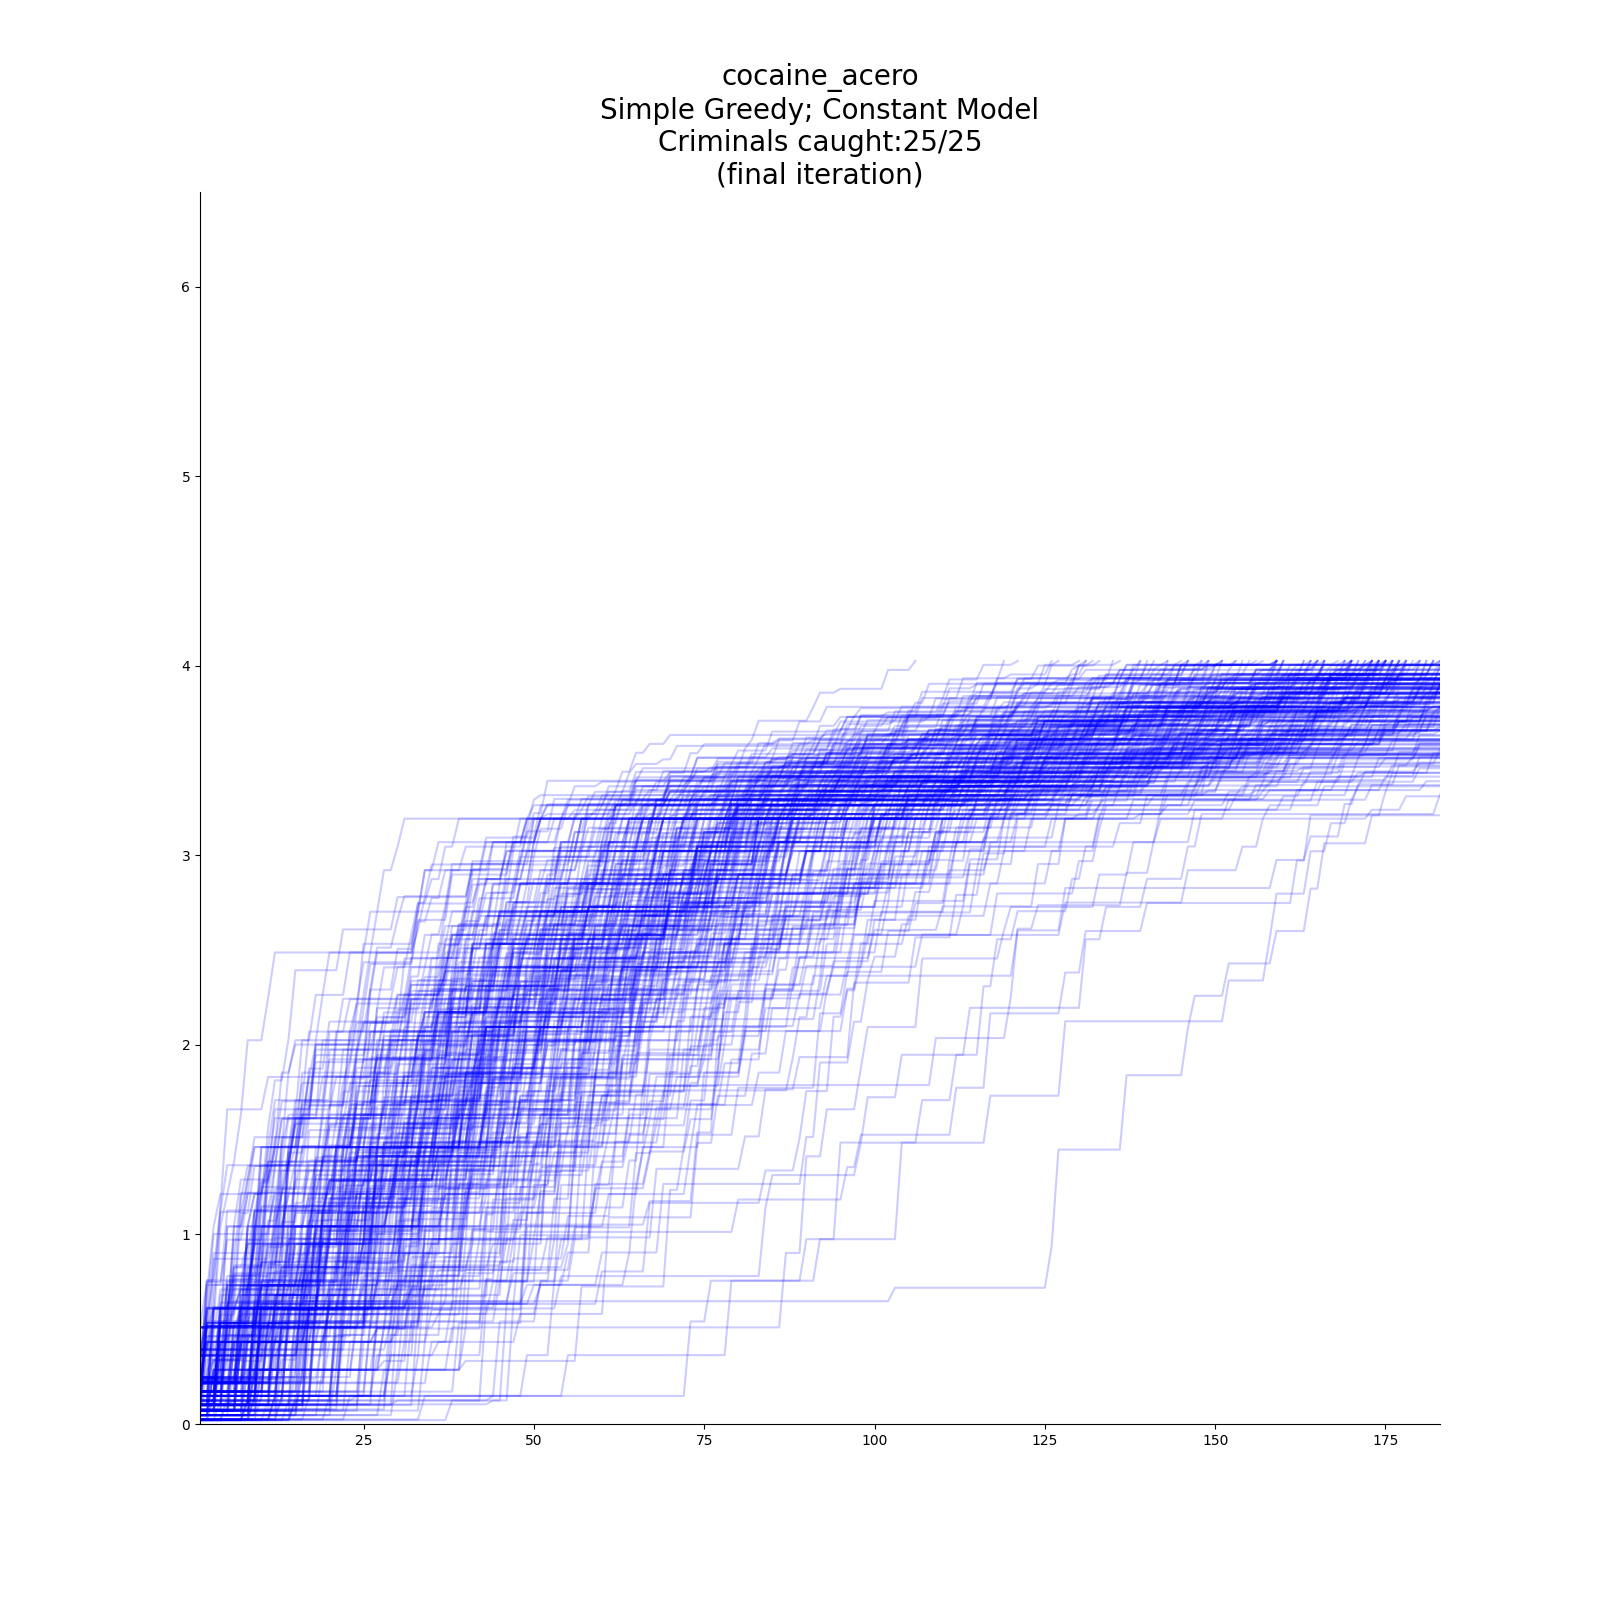 cocaine_acero
Simple Greedy; Constant Model
Criminals caught:25/25
(final iteration)
6
5
4
3
2
1
0
25 50 75 100 125 150 175